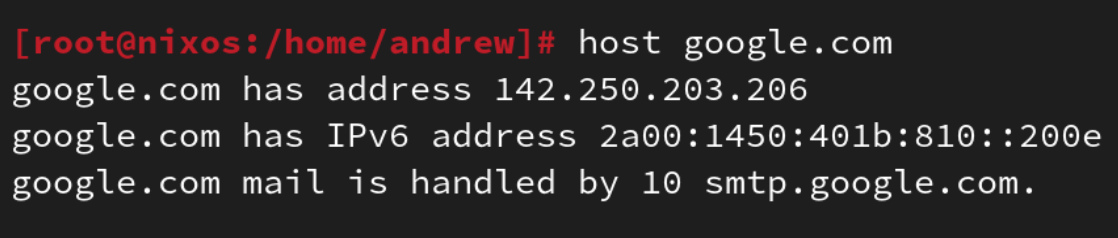 [root@nixos:/home/andrew]# host google.com
google.com has address 142.250.203.206
google.com has IPv6 address 2a00:1450:401b:810::200e
google.com mail is handled by 10 smtp.google.com.